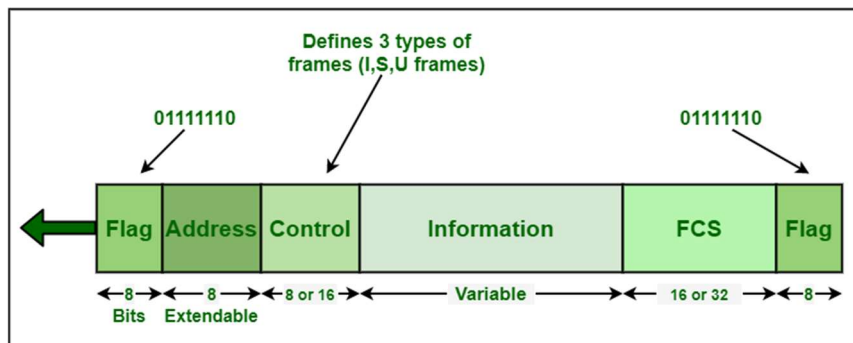 Defines 3 types of
frames (I,S,U frames)
01111110
01111110
Flag
Address
Control
Information
FCS
Flag
8
8
8 or 16
Variable
16 or 32
8
Bits
Extendable